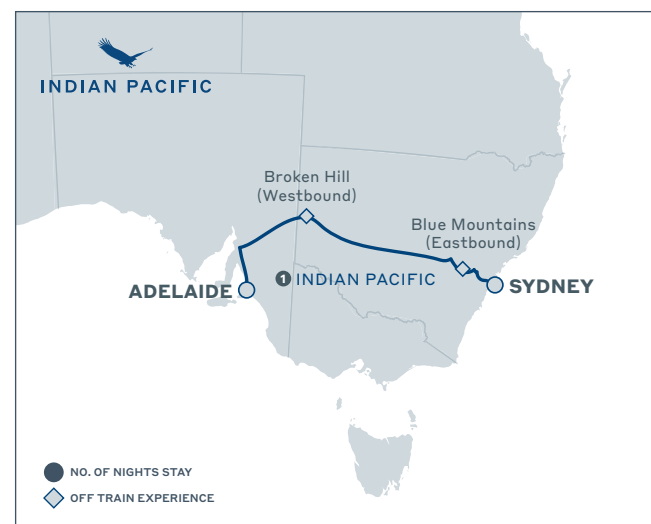 INDIAN PACIFIC
Broken Hill
(Westbound)
Blue Mountains
(Eastbound)
1 INDIAN PACIFIC
ADELAIDE
SYDNEY
NO. OF NIGHTS STAY
OFF TRAIN EXPERIENCE